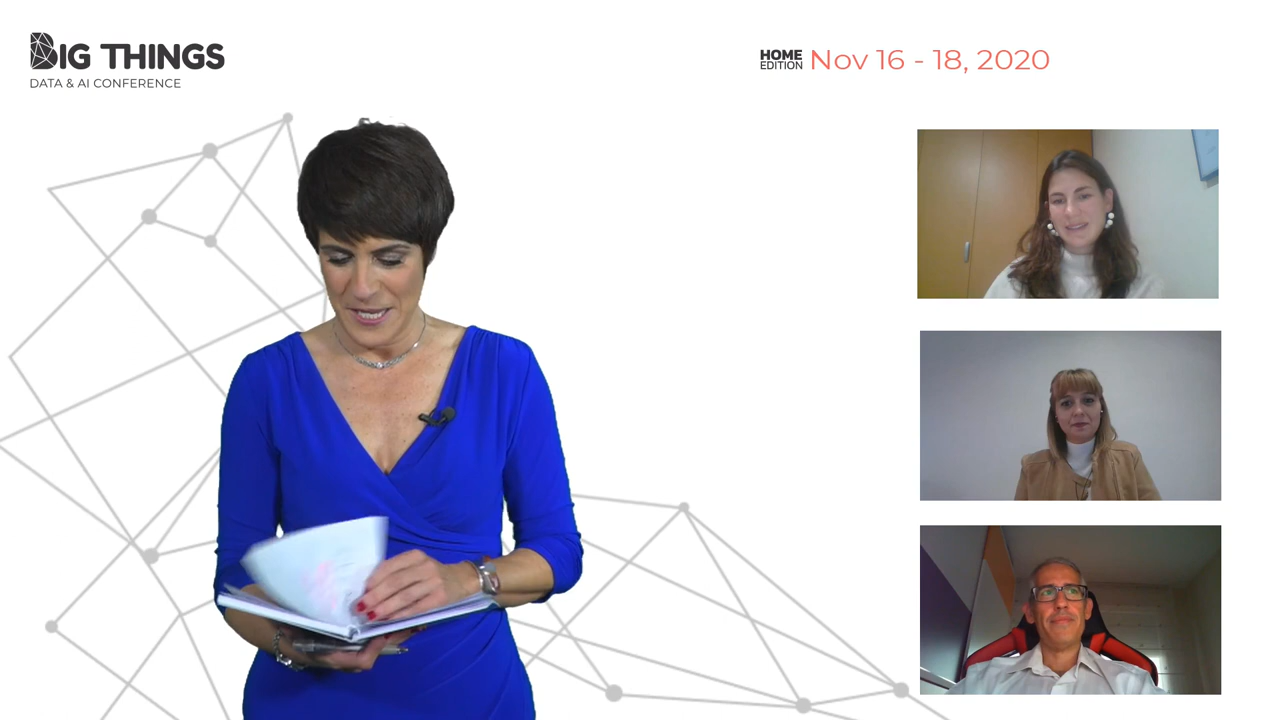 BIG THINGS
DATA & AI CONFERENCE
HOME
EDITION
Nov 16 - 18, 2020